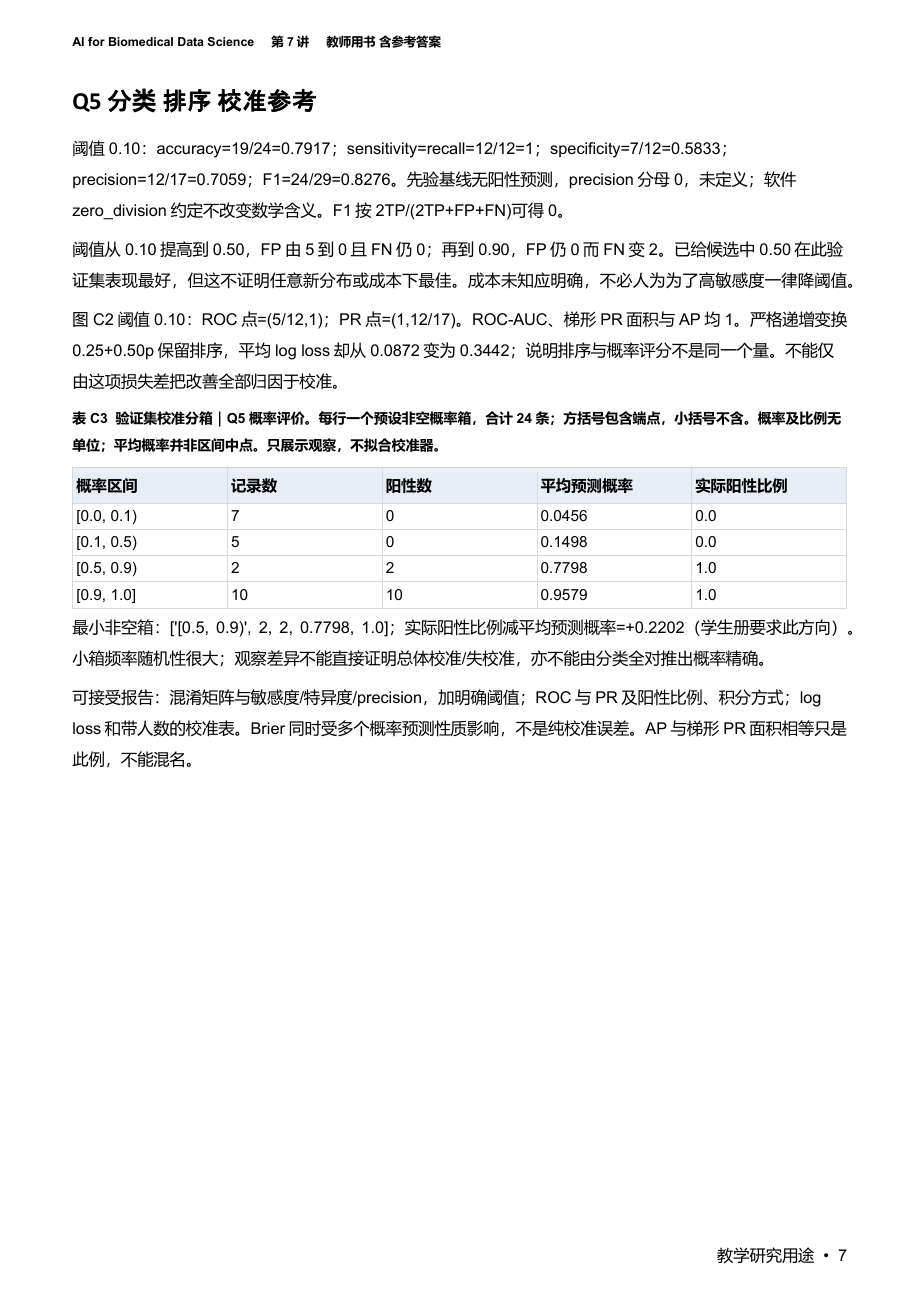 AI for Biomedical Data Science 第 7 讲 教师用书 含参考答案
Q5 分类 排序 校准参考
阈值 0.10：accuracy=19/24=0.7917；sensitivity=recall=12/12=1；specificity=7/12=0.5833；
precision=12/17=0.7059；F1=24/29=0.8276。先验基线无阳性预测，precision 分母 0，未定义；软件
zero_division 约定不改变数学含义。F1 按 2TP/(2TP+FP+FN)可得 0。
阈值从 0.10 提高到 0.50，FP 由 5 到 0 且 FN 仍 0；再到 0.90，FP 仍 0 而 FN 变 2。已给候选中 0.50 在此验
证集表现最好，但这不证明任意新分布或成本下最佳。成本未知应明确，不必人为为了高敏感度一律降阈值。
图 C2 阈值 0.10：ROC 点=(5/12,1)；PR 点=(1,12/17)。ROC-AUC、梯形 PR 面积与 AP 均 1。严格递增变换
0.25+0.50p 保留排序，平均 log loss 却从 0.0872 变为 0.3442；说明排序与概率评分不是同一个量。不能仅
由这项损失差把改善全部归因于校准。
表 C3 验证集校准分箱｜Q5 概率评价。每行一个预设非空概率箱，合计 24 条；方括号包含端点，小括号不含。概率及比例无
单位；平均概率并非区间中点。只展示观察，不拟合校准器。
概率区间 记录数 阳性数 平均预测概率 实际阳性比例
[0.0, 0.1) 7 0 0.0456 0.0
[0.1, 0.5) 5 0 0.1498 0.0
[0.5, 0.9) 2 2 0.7798 1.0
[0.9, 1.0] 10 10 0.9579 1.0
最小非空箱：['[0.5, 0.9)', 2, 2, 0.7798, 1.0]；实际阳性比例减平均预测概率=+0.2202（学生册要求此方向）。
小箱频率随机性很大；观察差异不能直接证明总体校准/失校准，亦不能由分类全对推出概率精确。
可接受报告：混淆矩阵与敏感度/特异度/precision，加明确阈值；ROC 与 PR 及阳性比例、积分方式；log
loss 和带人数的校准表。Brier 同时受多个概率预测性质影响，不是纯校准误差。AP 与梯形 PR 面积相等只是
此例，不能混名。
教学研究用途 • 7